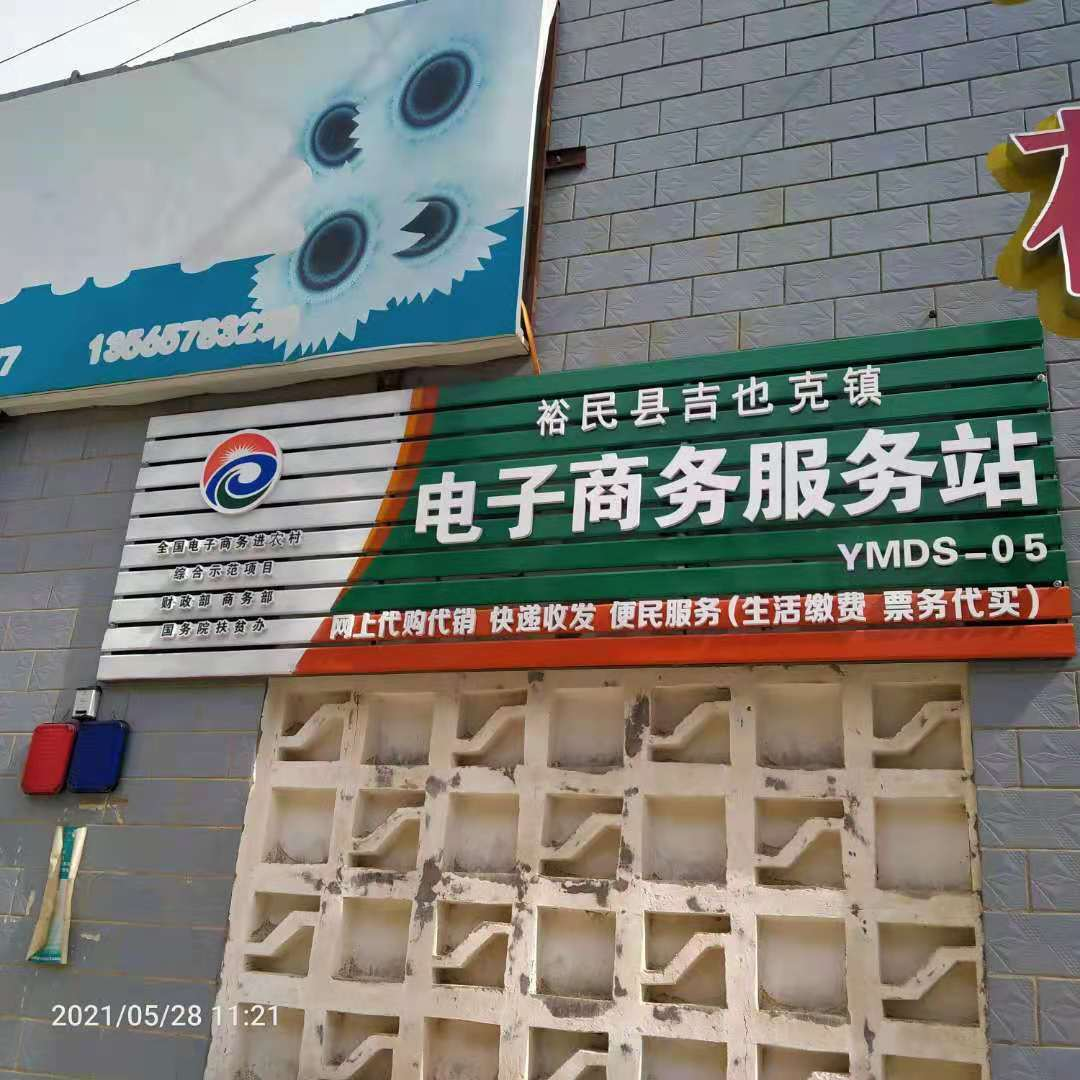 裕民县吉也克镇
电子商务服务站
YMDS-05
全国电子商务进农村
综合示范项目
财政部 商务部
国务院扶贫办
网上代购代销 快递收发 便民服务(生活缴费 票务代买)
2021/05/28 11:21